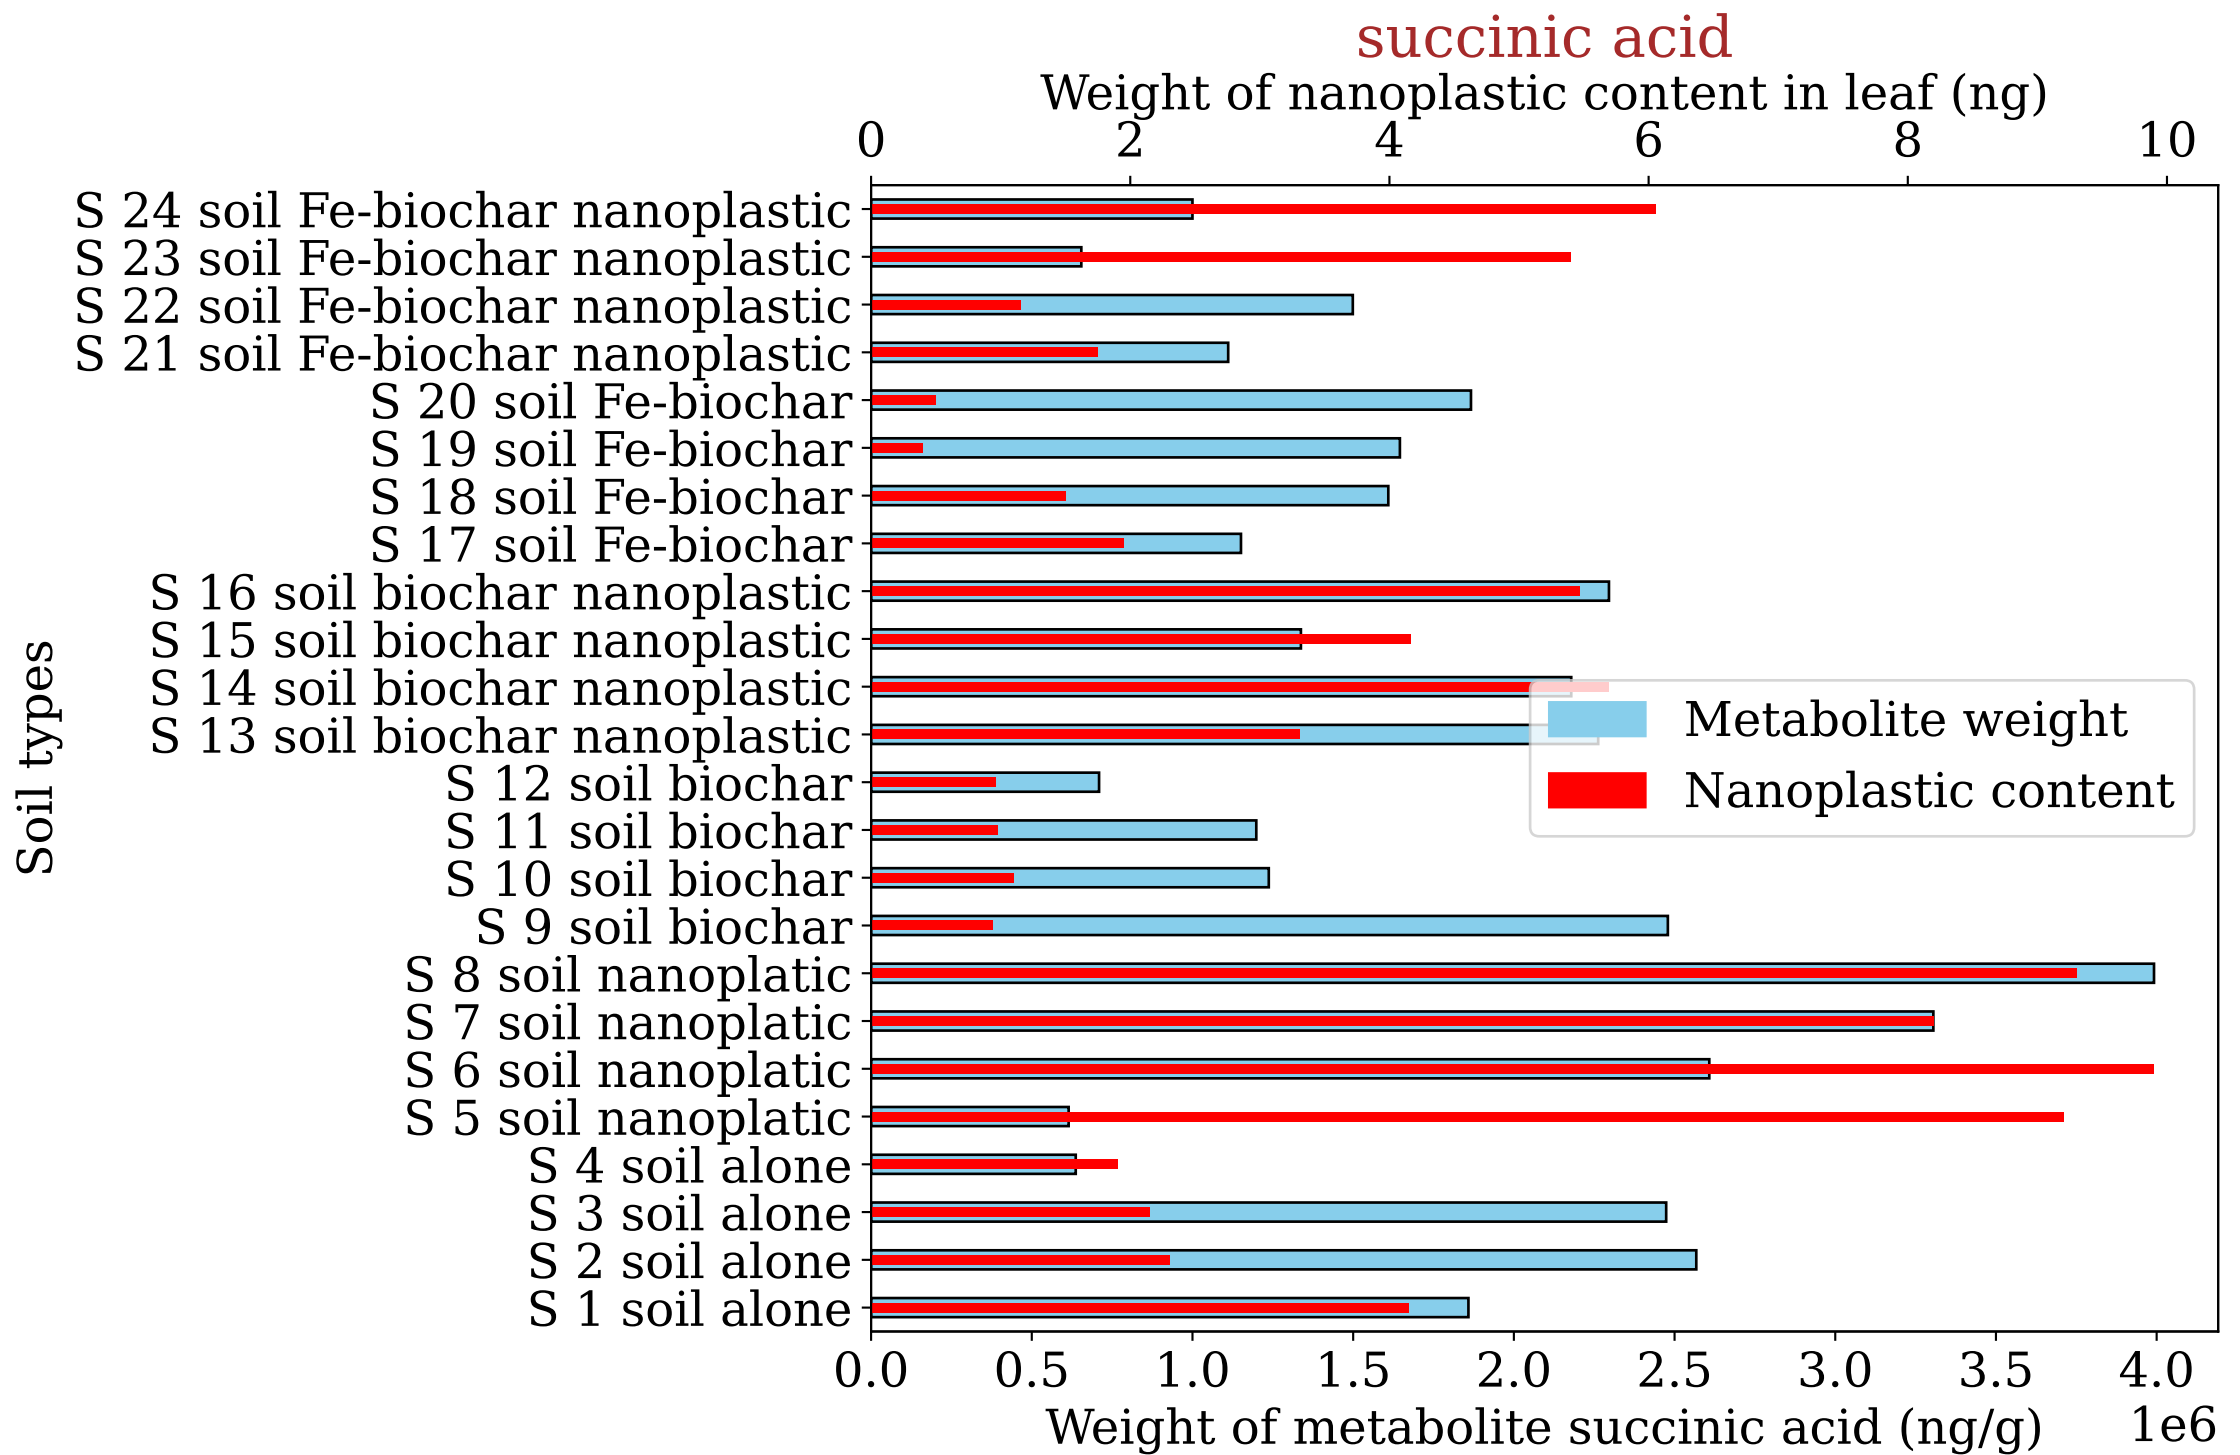 succinic acid
Weight of nanoplastic content in leaf (ng)
0 2 4 6 8 10
S 24 soil Fe-biochar nanoplastic
S 23 soil Fe-biochar nanoplastic
S 22 soil Fe-biochar nanoplastic
S 21 soil Fe-biochar nanoplastic
S 20 soil Fe-biochar
S 19 soil Fe-biochar
S 18 soil Fe-biochar
S 17 soil Fe-biochar
S 16 soil biochar nanoplastic
S 15 soil biochar nanoplastic
S 14 soil biochar nanoplastic
S 13 soil biochar nanoplastic
S 12 soil biochar
S 11 soil biochar
S 10 soil biochar
S 9 soil biochar
S 8 soil nanoplatic
S 7 soil nanoplatic
S 6 soil nanoplatic
S 5 soil nanoplatic
S 4 soil alone
S 3 soil alone
S 2 soil alone
S 1 soil alone
Soil types
Metabolite weight
Nanoplastic content
0.0 0.5 1.0 1.5 2.0 2.5 3.0 3.5 4.0
Weight of metabolite succinic acid (ng/g)
1e6